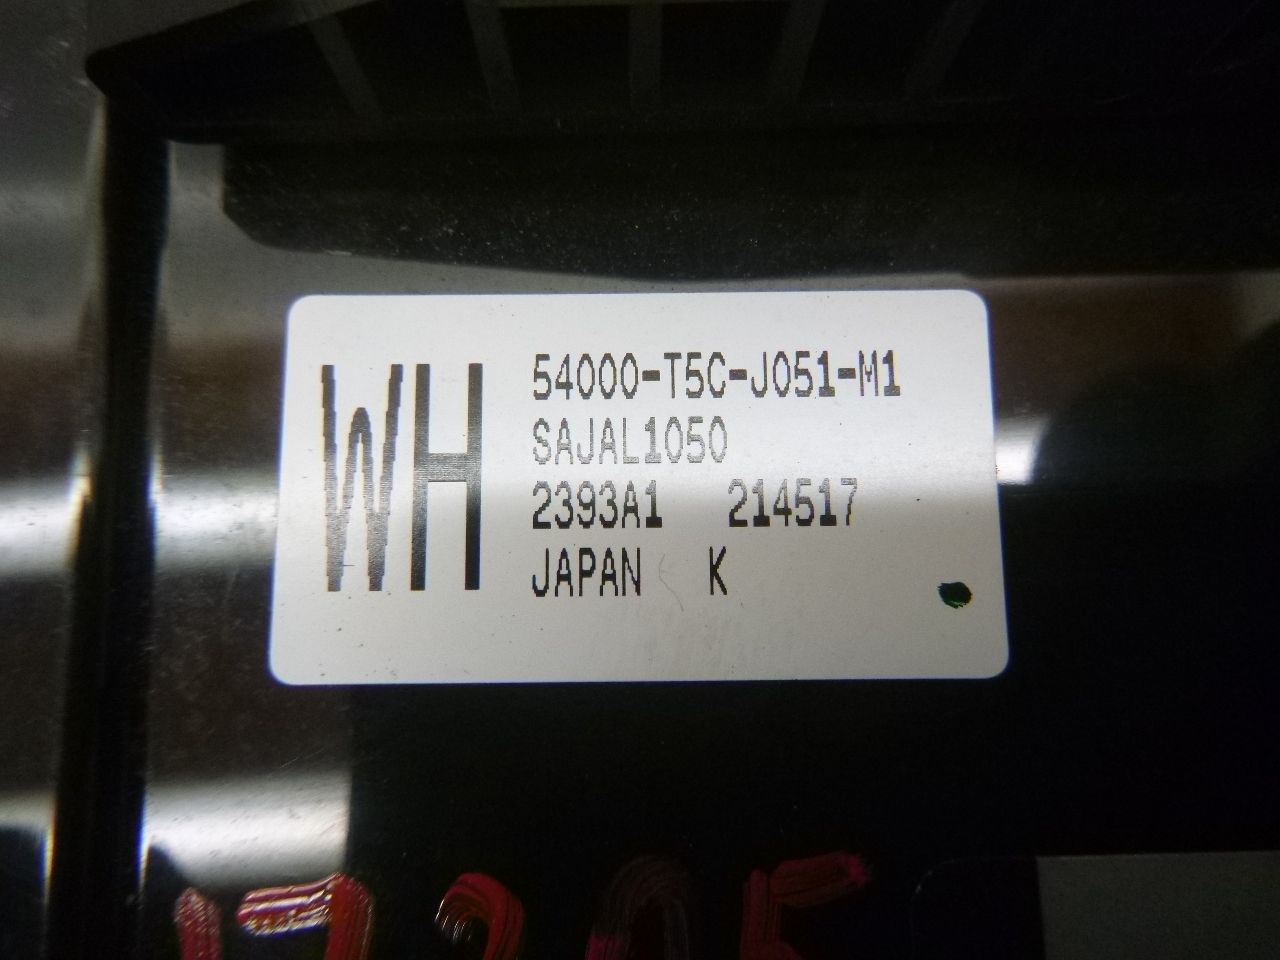 WH
54000-T5C-J051-M1
SAJAL1050
2393A1 214517
JAPAN K